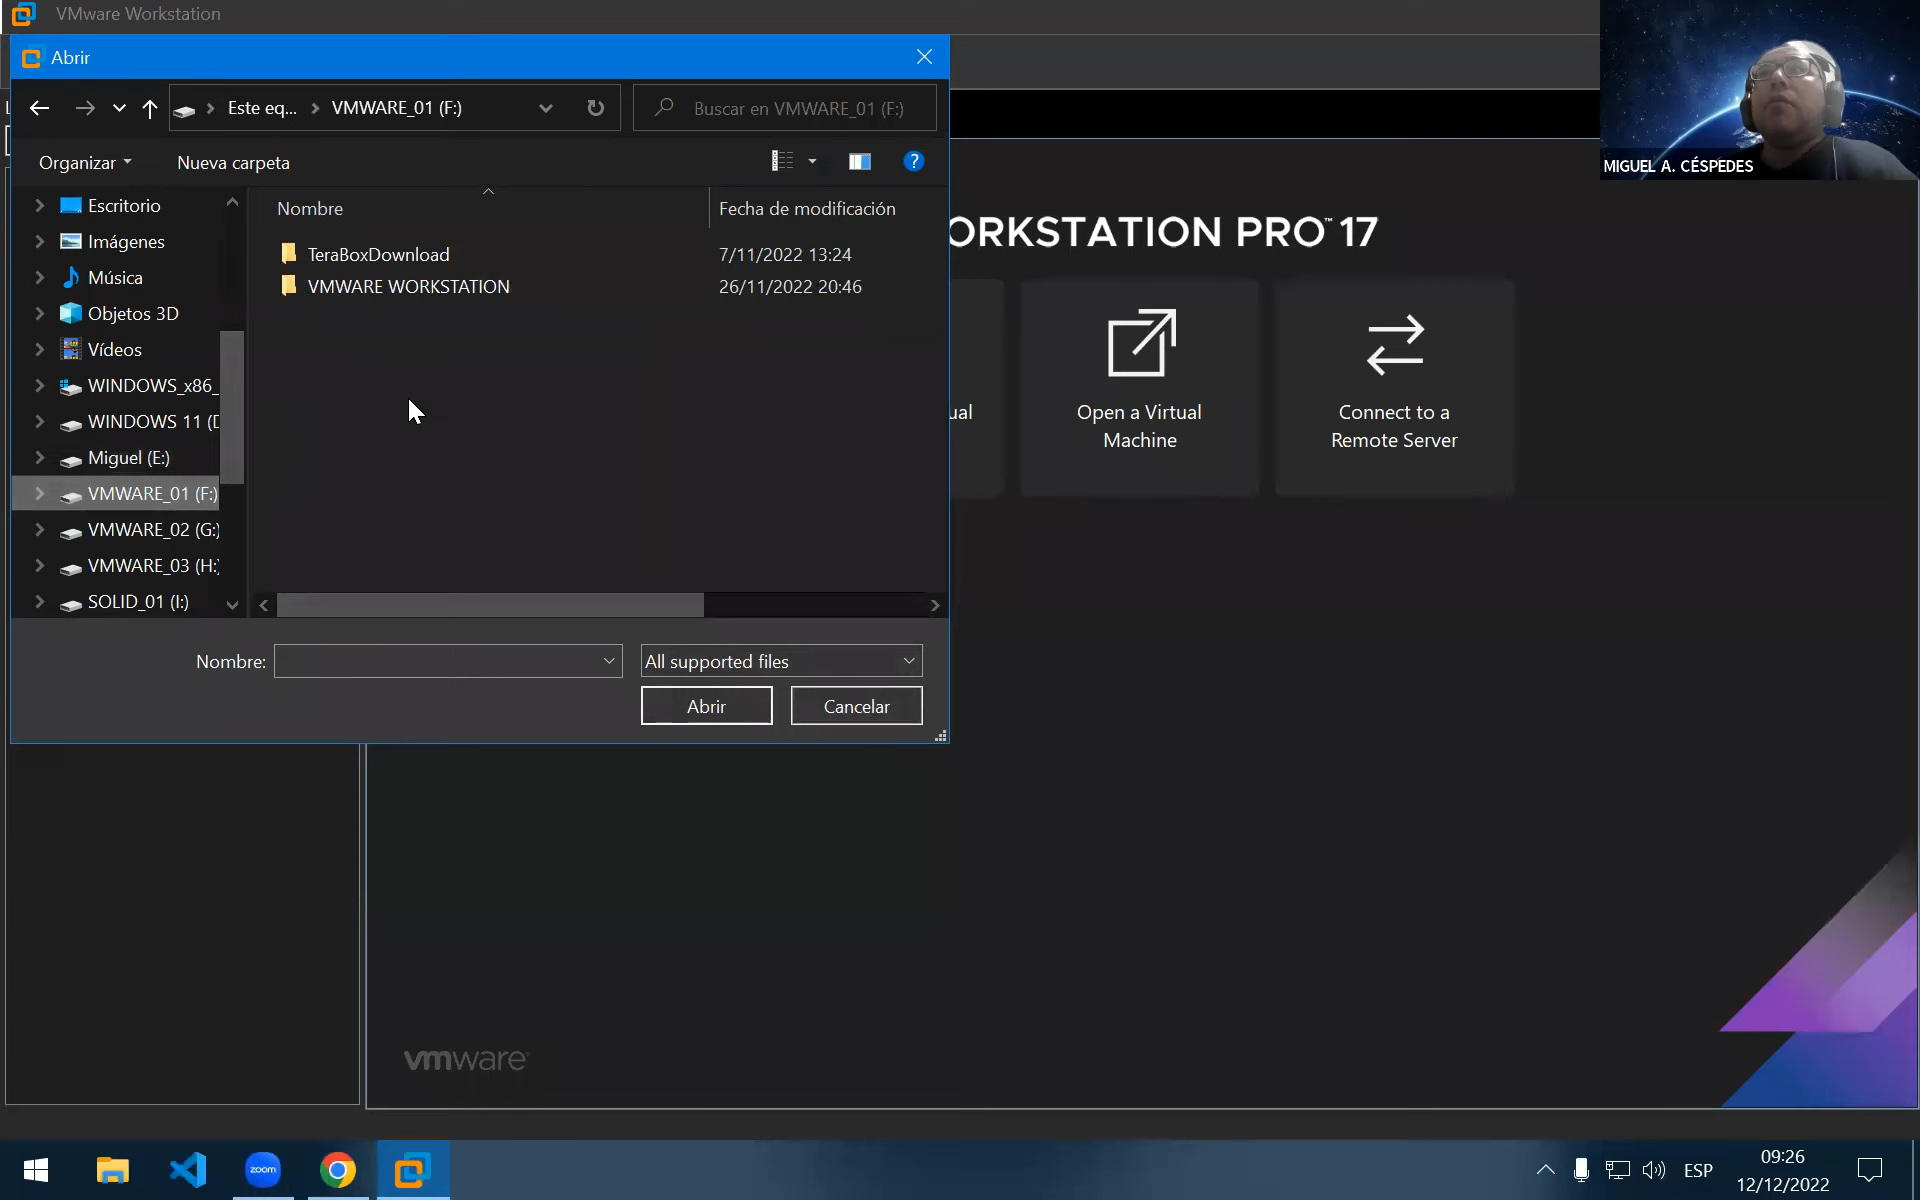 VMware Workstation
Abrir
Este eq... VMWARE_01 (F:)
Buscar en VMWARE_01 (F:)
Organizar
Nueva carpeta
Escritorio
Imágenes
Música
Objetos 3D
Vídeos
WINDOWS_x86_
WINDOWS 11 (D
Miguel (E:)
VMWARE_01 (F:)
VMWARE_02 (G:)
VMWARE_03 (H:)
SOLID_01 (I:)
Nombre
Fecha de modificación
TeraBoxDownload
7/11/2022 13:24
VMWARE WORKSTATION
26/11/2022 20:46
Nombre:
All supported files
Abrir
Cancelar
MIGUEL A. CÉSPEDES
ORKSTATION PRO™ 17
ual
Open a Virtual
Machine
Connect to a
Remote Server
vmware
zoom
ESP
09:26
12/12/2022